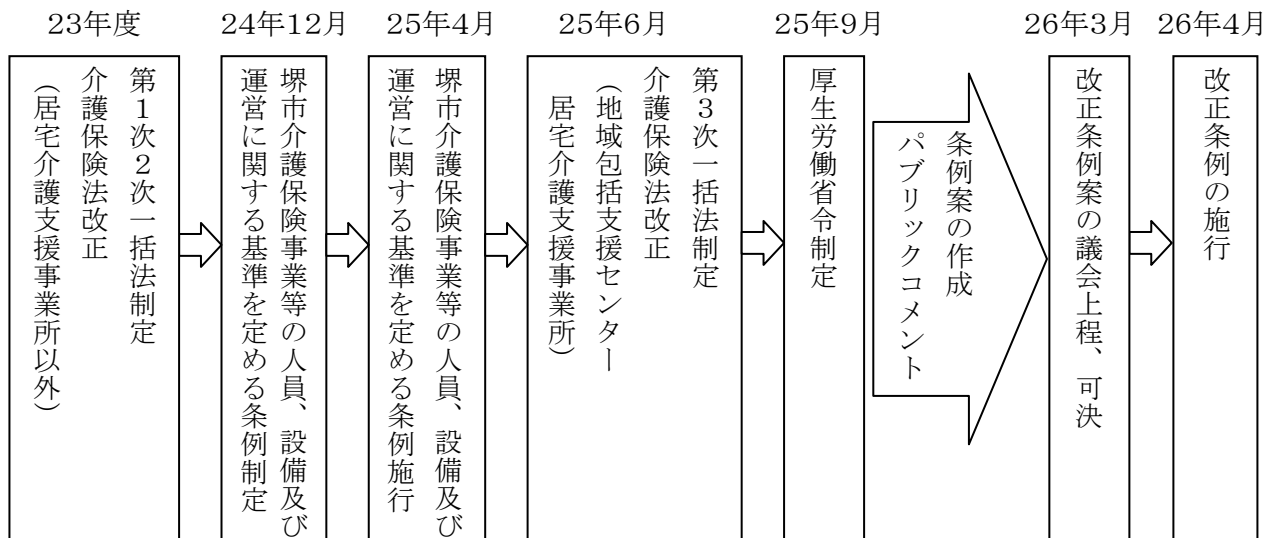 23年度
24年12月
25年4月
25年6月
25年9月
26年3月
26年4月
第1次2次一括法制定
介護保険法改正
（居宅介護支援事業所以外）
堺市介護保険事業等の人員、設備及び
運営に関する基準を定める条例制定
堺市介護保険事業等の人員、設備及び
運営に関する基準を定める条例施行
第3次一括法制定
介護保険法改正
（地域包括支援センター
居宅介護支援事業所）
厚生労働省令制定
条例案の作成
パブリックコメント
改正条例案の議会上程、可決
改正条例の施行